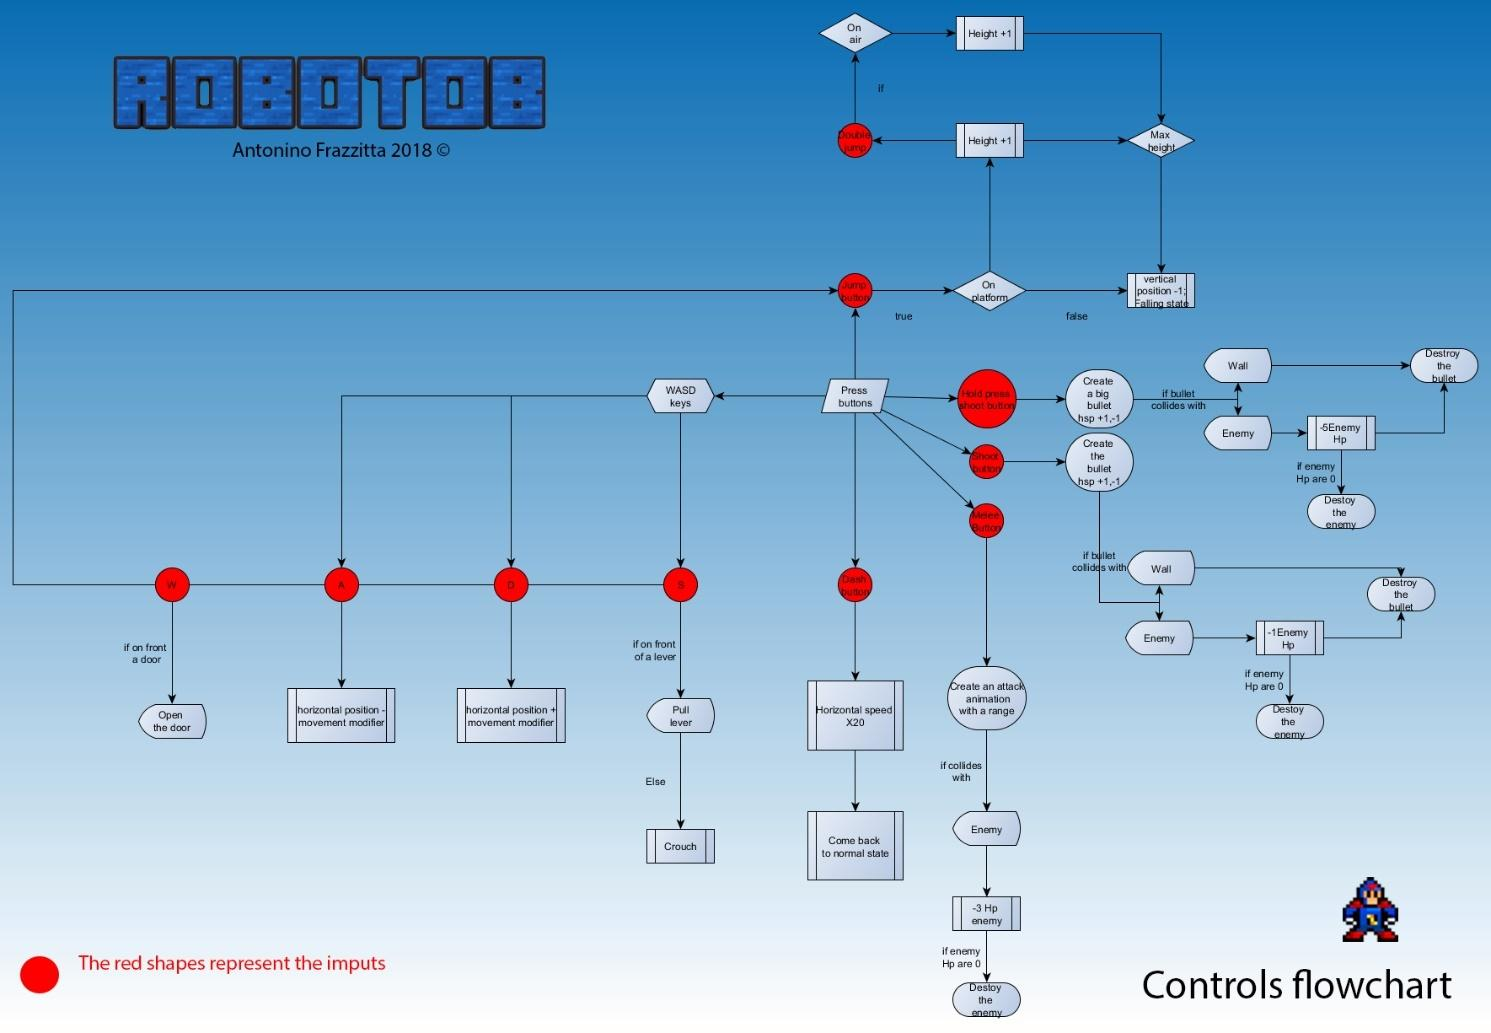 ROBOTOB
Antonino Frazzitta 2018 ©
On
air
Height +1
if
Double
jump
Height +1
Max
height
Jump
button
true
On
platform
false
vertical
position -1;
Falling state
WASD
keys
Press
buttons
Hold press
shoot button
Create
a big
bullet
hsp +1,-1
if bullet
collides with
Wall
Destroy
the
bullet
Enemy
-5Enemy
Hp
if enemy
Hp are 0
Destoy
the
enemy
Shoot
button
Create
the
bullet
hsp +1,-1
Melee
Button
if bullet
collides with
Wall
Destroy
the
bullet
Enemy
-1Enemy
Hp
if enemy
Hp are 0
Destoy
the
enemy
W
A
D
S
Dash
button
if on front
a door
Open
the door
horizontal position -
movement modifier
horizontal position +
movement modifier
if on front
of a lever
Pull
lever
Else
Crouch
Horizontal speed
X20
Come back
to normal state
Create an attack
animation
with a range
if collides
with
Enemy
-3 Hp
enemy
if enemy
Hp are 0
Destoy
the
enemy
The red shapes represent the imputs
Controls flowchart